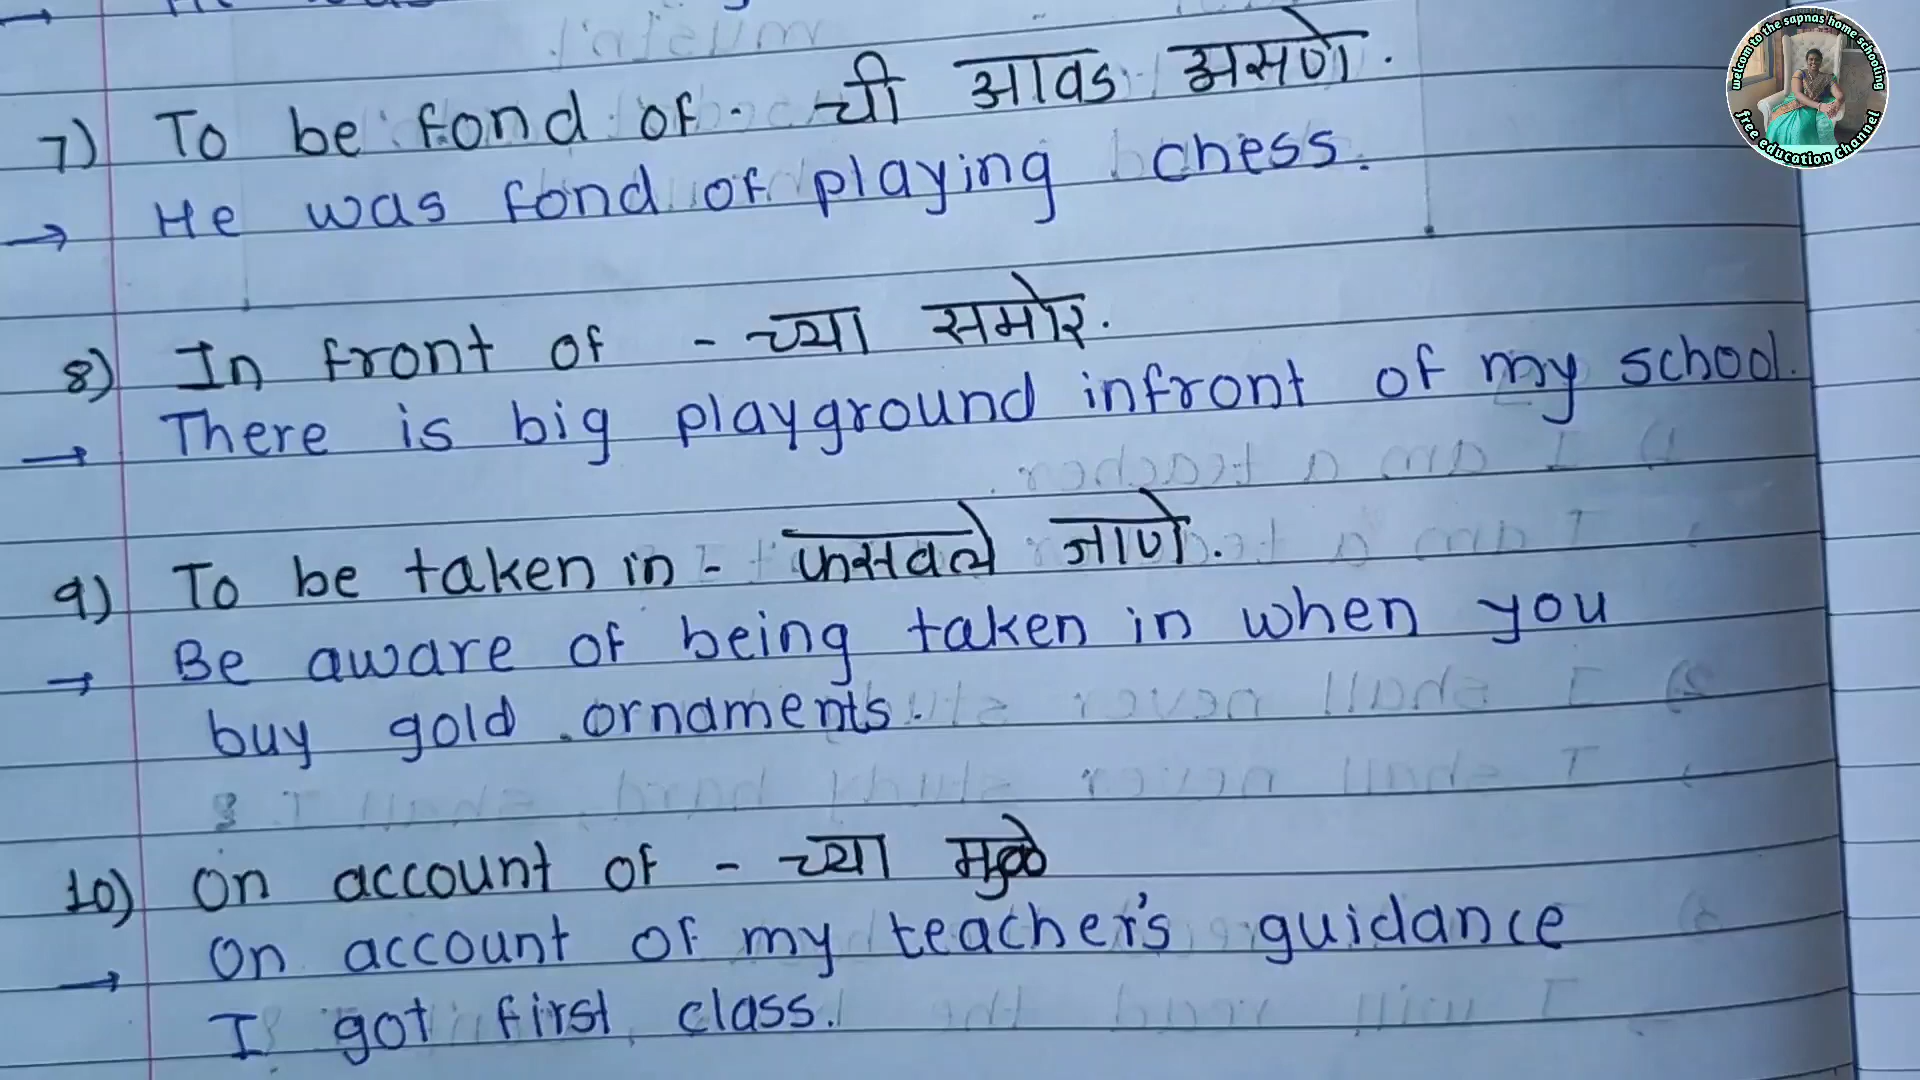 7) To be fond of - ची आवड असणे.
→ He was fond of playing chess.
8) In front of - च्या समोर.
→ There is big playground infront of my school.
9) To be taken in - फसवले जाणे.
→ Be aware of being taken in when you
buy gold ornaments.
10) On account of - च्या मुळे
→ On account of my teacher's guidance
I got first class.
welcom to the sapnas home schooling
free education channel